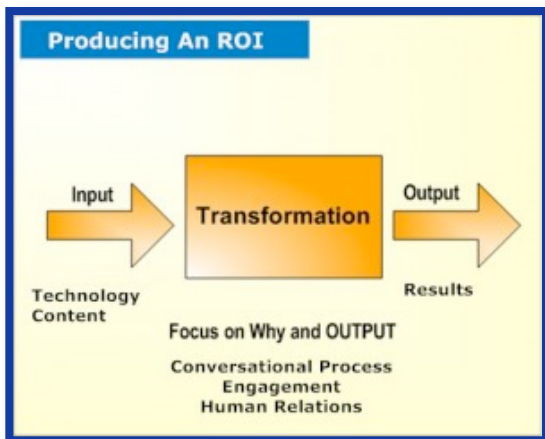 Producing An ROI
Input
Transformation
Output
Technology
Content
Results
Focus on Why and OUTPUT
Conversational Process
Engagement
Human Relations